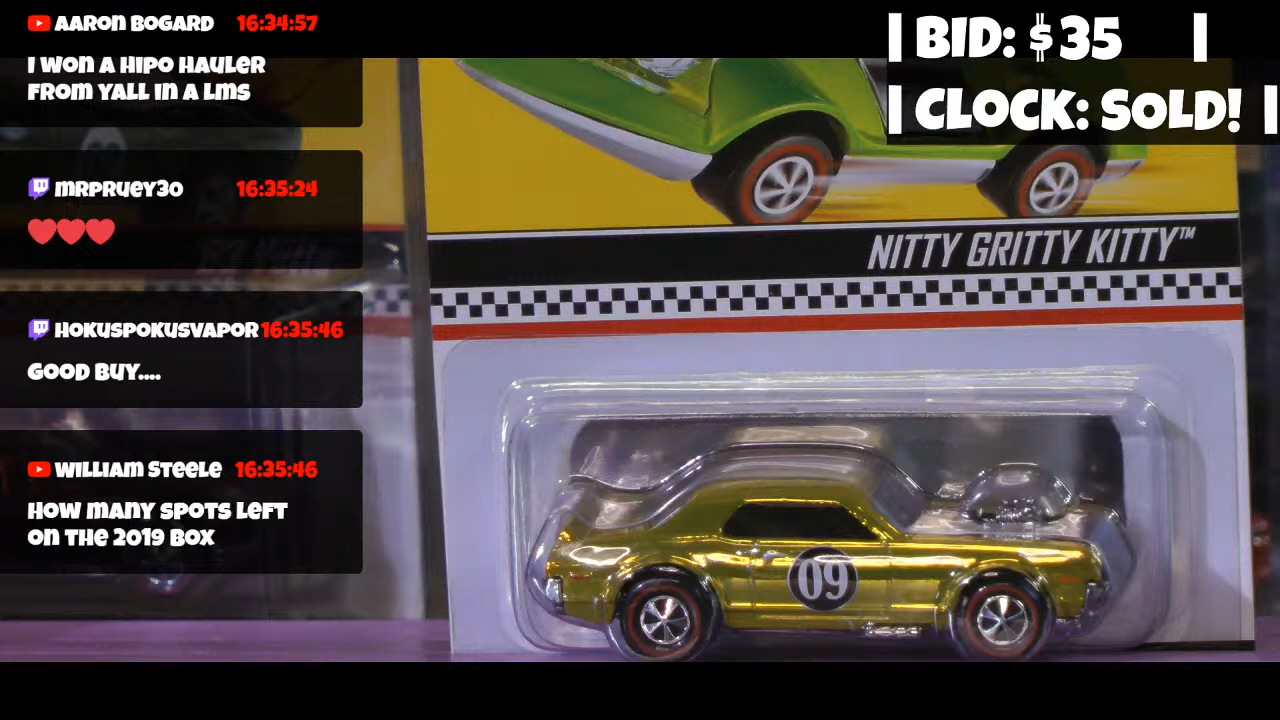 AARON BOGARD 16:34:57
I WON A HIPO HAULER
FROM YALL IN A LMS
MRPRUEY30 16:35:24
HOKUSPOKUSVAPOR 16:35:46
GOOD BUY....
WILLIAM STEELE 16:35:46
HOW MANY SPOTS LEFT
ON THE 2019 BOX
| BID: $35 |
| CLOCK: SOLD! |
NITTY GRITTY KITTY™
09